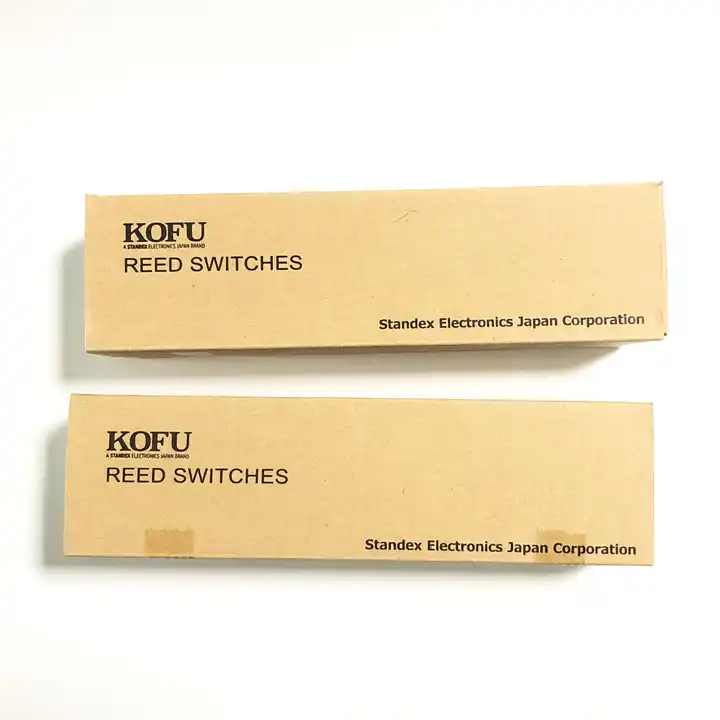 KOFU
A STANDEX ELECTRONICS JAPAN BRAND
REED SWITCHES
Standex Electronics Japan Corporation
KOFU
A STANDEX ELECTRONICS JAPAN BRAND
REED SWITCHES
Standex Electronics Japan Corporation